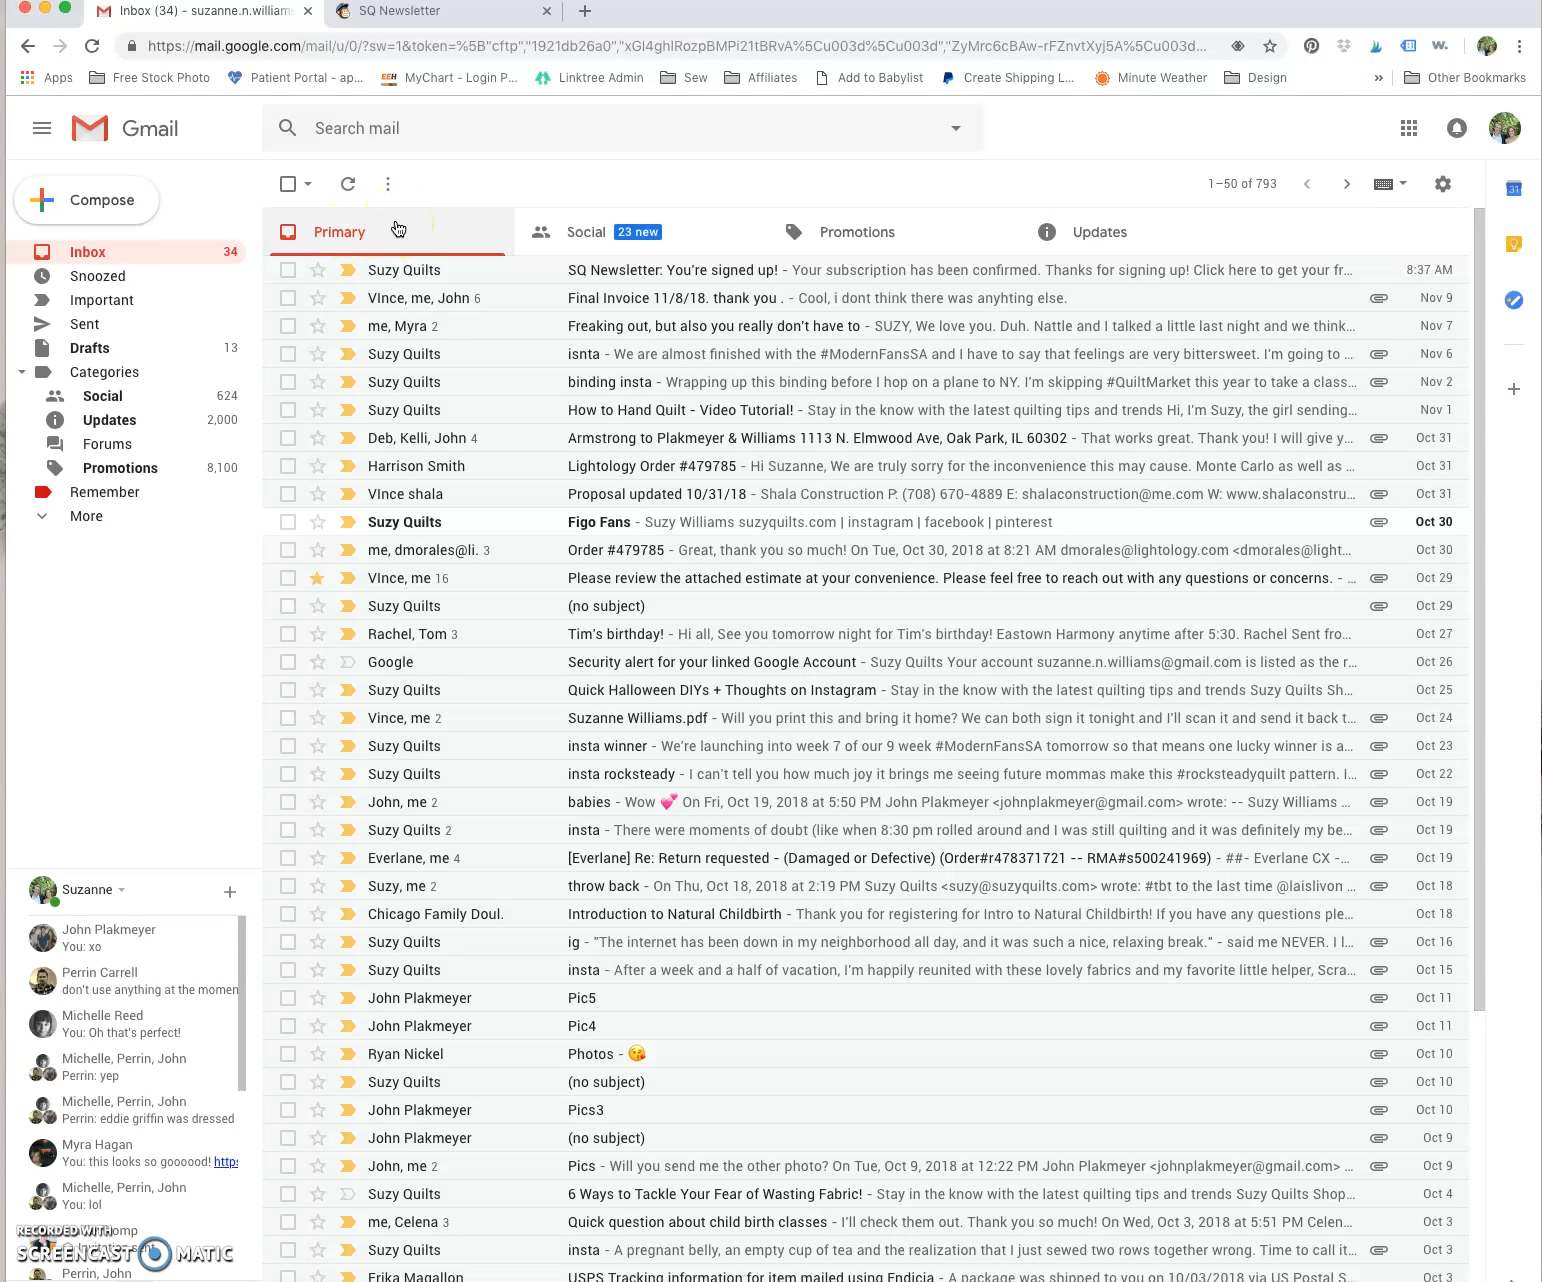 Inbox (34) - suzanne.n.williams
SQ Newsletter
https://mail.google.com/mail/u/0/?sw=1&token=%5B"cftp","1921db26a0","xGl4ghlRozpBMPi21tBRvA%5Cu003d%5Cu003d","ZyMrc6cBAw-rFZnvtXyj5A%5Cu003d...
Apps Free Stock Photo Patient Portal - ap... EEH MyChart - Login P... Linktree Admin Sew Affiliates Add to Babylist Create Shipping L... Minute Weather Design » Other Bookmarks
Gmail
Search mail
Compose
1–50 of 793
Inbox 34
Snoozed
Important
Sent
Drafts 13
Categories
Social 624
Updates 2,000
Forums
Promotions 8,100
Remember
More
Primary
Social 23 new
Promotions
Updates
Suzy Quilts SQ Newsletter: You're signed up! - Your subscription has been confirmed. Thanks for signing up! Click here to get your fr... 8:37 AM
VInce, me, John 6 Final Invoice 11/8/18. thank you . - Cool, i dont think there was anyhting else. Nov 9
me, Myra 2 Freaking out, but also you really don't have to - SUZY, We love you. Duh. Nattle and I talked a little last night and we think... Nov 7
Suzy Quilts isnta - We are almost finished with the #ModernFansSA and I have to say that feelings are very bittersweet. I'm going to ... Nov 6
Suzy Quilts binding insta - Wrapping up this binding before I hop on a plane to NY. I'm skipping #QuiltMarket this year to take a class... Nov 2
Suzy Quilts How to Hand Quilt - Video Tutorial! - Stay in the know with the latest quilting tips and trends Hi, I'm Suzy, the girl sending... Nov 1
Deb, Kelli, John 4 Armstrong to Plakmeyer & Williams 1113 N. Elmwood Ave, Oak Park, IL 60302 - That works great. Thank you! I will give y... Oct 31
Harrison Smith Lightology Order #479785 - Hi Suzanne, We are truly sorry for the inconvenience this may cause. Monte Carlo as well as ... Oct 31
VInce shala Proposal updated 10/31/18 - Shala Construction P: (708) 670-4889 E: shalaconstruction@me.com W: www.shalaconstru... Oct 31
Suzy Quilts Figo Fans - Suzy Williams suzyquilts.com | instagram | facebook | pinterest Oct 30
me, dmorales@li. 3 Order #479785 - Great, thank you so much! On Tue, Oct 30, 2018 at 8:21 AM dmorales@lightology.com <dmorales@light... Oct 30
VInce, me 16 Please review the attached estimate at your convenience. Please feel free to reach out with any questions or concerns. - ... Oct 29
Suzy Quilts (no subject) Oct 29
Rachel, Tom 3 Tim's birthday! - Hi all, See you tomorrow night for Tim's birthday! Eastown Harmony anytime after 5:30. Rachel Sent fro... Oct 27
Google Security alert for your linked Google Account - Suzy Quilts Your account suzanne.n.williams@gmail.com is listed as the r... Oct 26
Suzy Quilts Quick Halloween DIYs + Thoughts on Instagram - Stay in the know with the latest quilting tips and trends Suzy Quilts Sh... Oct 25
Vince, me 2 Suzanne Williams.pdf - Will you print this and bring it home? We can both sign it tonight and I'll scan it and send it back t... Oct 24
Suzy Quilts insta winner - We're launching into week 7 of our 9 week #ModernFansSA tomorrow so that means one lucky winner is a... Oct 23
Suzy Quilts insta rocksteady - I can't tell you how much joy it brings me seeing future mommas make this #rocksteadyquilt pattern. I... Oct 22
John, me 2 babies - Wow 💕 On Fri, Oct 19, 2018 at 5:50 PM John Plakmeyer <johnplakmeyer@gmail.com> wrote: -- Suzy Williams ... Oct 19
Suzy Quilts 2 insta - There were moments of doubt (like when 8:30 pm rolled around and I was still quilting and it was definitely my be... Oct 19
Everlane, me 4 [Everlane] Re: Return requested - (Damaged or Defective) (Order#r478371721 -- RMA#s500241969) - ##- Everlane CX -... Oct 19
Suzy, me 2 throw back - On Thu, Oct 18, 2018 at 2:19 PM Suzy Quilts <suzy@suzyquilts.com> wrote: #tbt to the last time @laislivon ... Oct 18
Chicago Family Doul. Introduction to Natural Childbirth - Thank you for registering for Intro to Natural Childbirth! If you have any questions ple... Oct 18
Suzy Quilts ig - "The internet has been down in my neighborhood all day, and it was such a nice, relaxing break." - said me NEVER. I l... Oct 16
Suzy Quilts insta - After a week and a half of vacation, I'm happily reunited with these lovely fabrics and my favorite little helper, Scra... Oct 15
John Plakmeyer Pic5 Oct 11
John Plakmeyer Pic4 Oct 11
Ryan Nickel Photos - 😘 Oct 10
Suzy Quilts (no subject) Oct 10
John Plakmeyer Pics3 Oct 10
John Plakmeyer (no subject) Oct 9
John, me 2 Pics - Will you send me the other photo? On Tue, Oct 9, 2018 at 12:22 PM John Plakmeyer <johnplakmeyer@gmail.com> ... Oct 9
Suzy Quilts 6 Ways to Tackle Your Fear of Wasting Fabric! - Stay in the know with the latest quilting tips and trends Suzy Quilts Shop... Oct 4
me, Celena 3 Quick question about child birth classes - I'll check them out. Thank you so much! On Wed, Oct 3, 2018 at 5:51 PM Celen... Oct 3
Suzy Quilts insta - A pregnant belly, an empty cup of tea and the realization that I just sewed two rows together wrong. Time to call it... Oct 3
Erika Magallon USPS Tracking information for item mailed using Endicia - A package was shipped to you on 10/03/2018 via US Postal S... Oct 3
Suzanne
John Plakmeyer
You: xo
Perrin Carrell
don't use anything at the momen
Michelle Reed
You: Oh that's perfect!
Michelle, Perrin, John
Perrin: yep
Michelle, Perrin, John
Perrin: eddie griffin was dressed
Myra Hagan
You: this looks so goooood! https
Michelle, Perrin, John
You: lol
Invitation sent
Perrin, John
RECORDED WITH
SCREENCAST MATIC
31